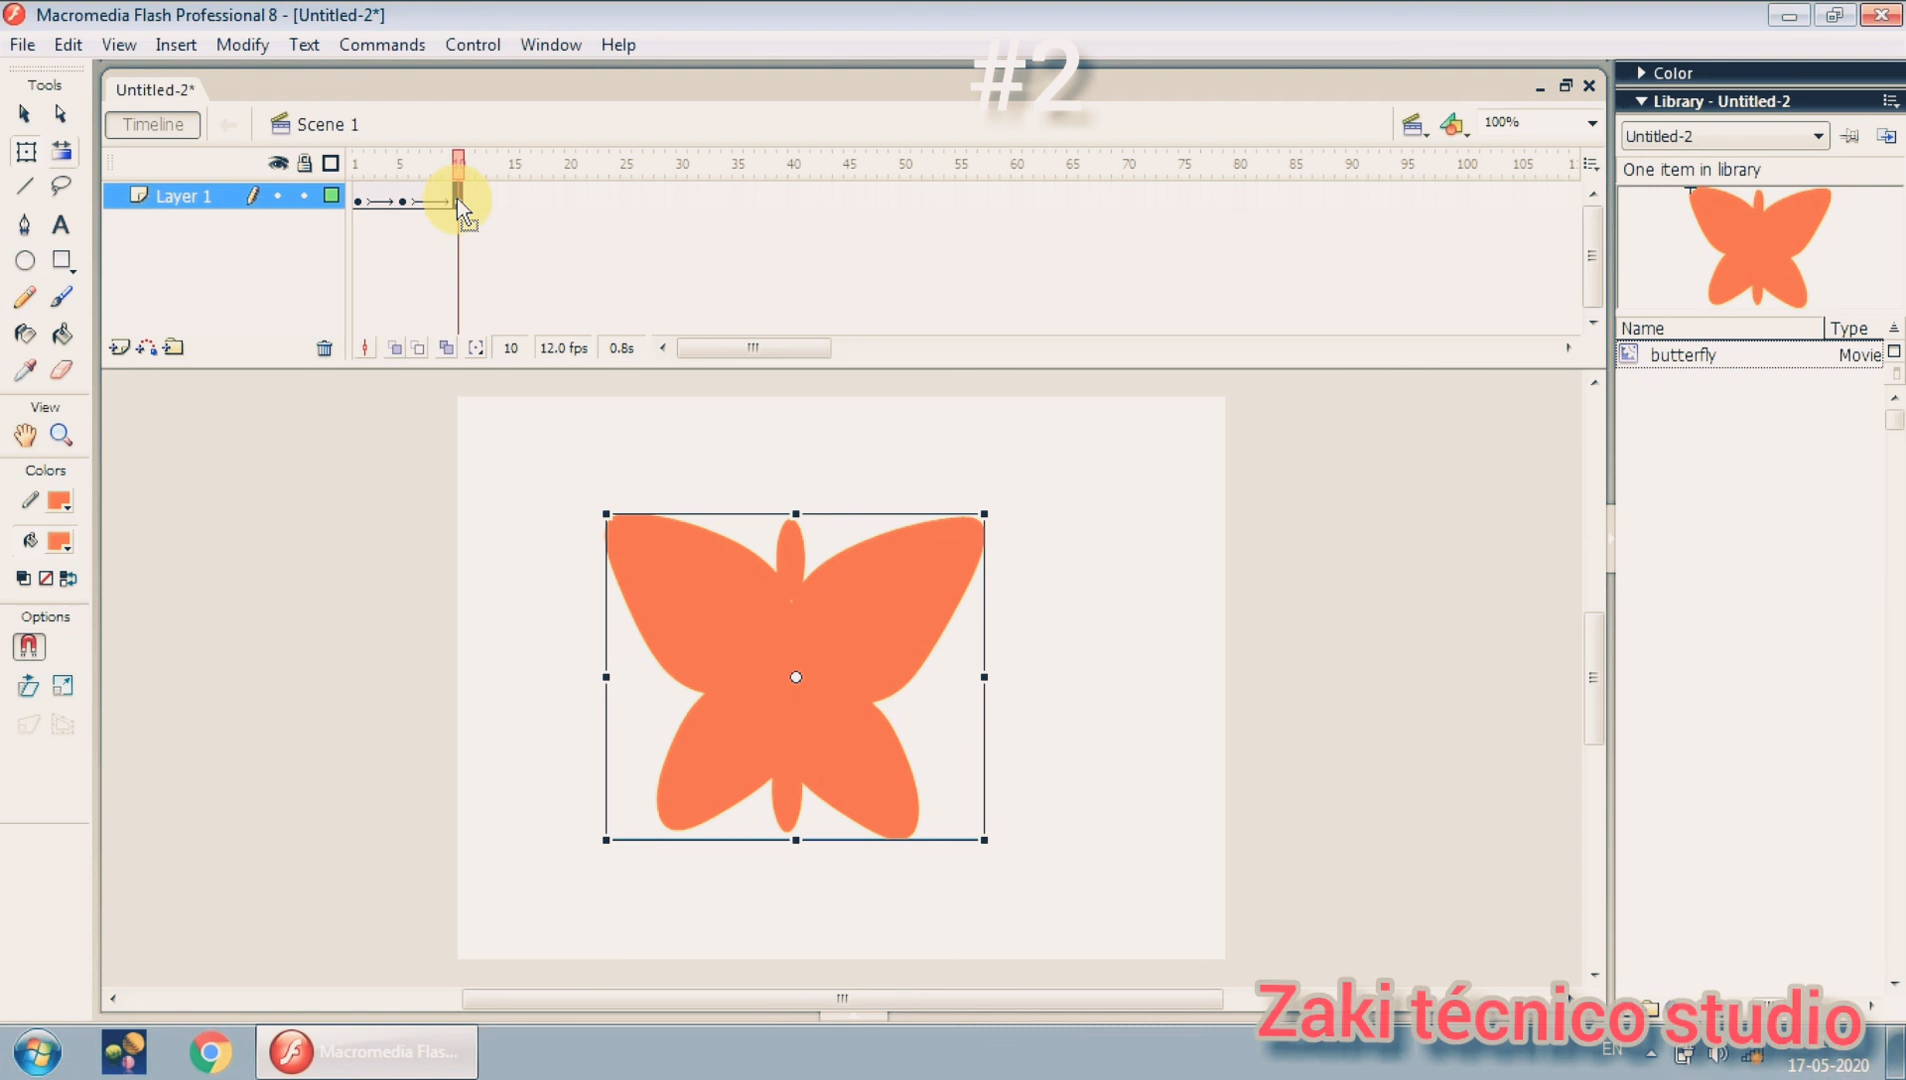 Macromedia Flash Professional 8 - [Untitled-2*]
File Edit View Insert Modify Text Commands Control Window Help
#2
Tools
Untitled-2*
Timeline
Scene 1
100%
1 5 10 15 20 25 30 35 40 45 50 55 60 65 70 75 80 85 90 95 100 105
Layer 1
10 12.0 fps 0.8s
View
Colors
Options
Color
Library - Untitled-2
Untitled-2
One item in library
Name Type
butterfly Movie
Zaki técnico studio
Macromedia Flas...
EN
17-05-2020